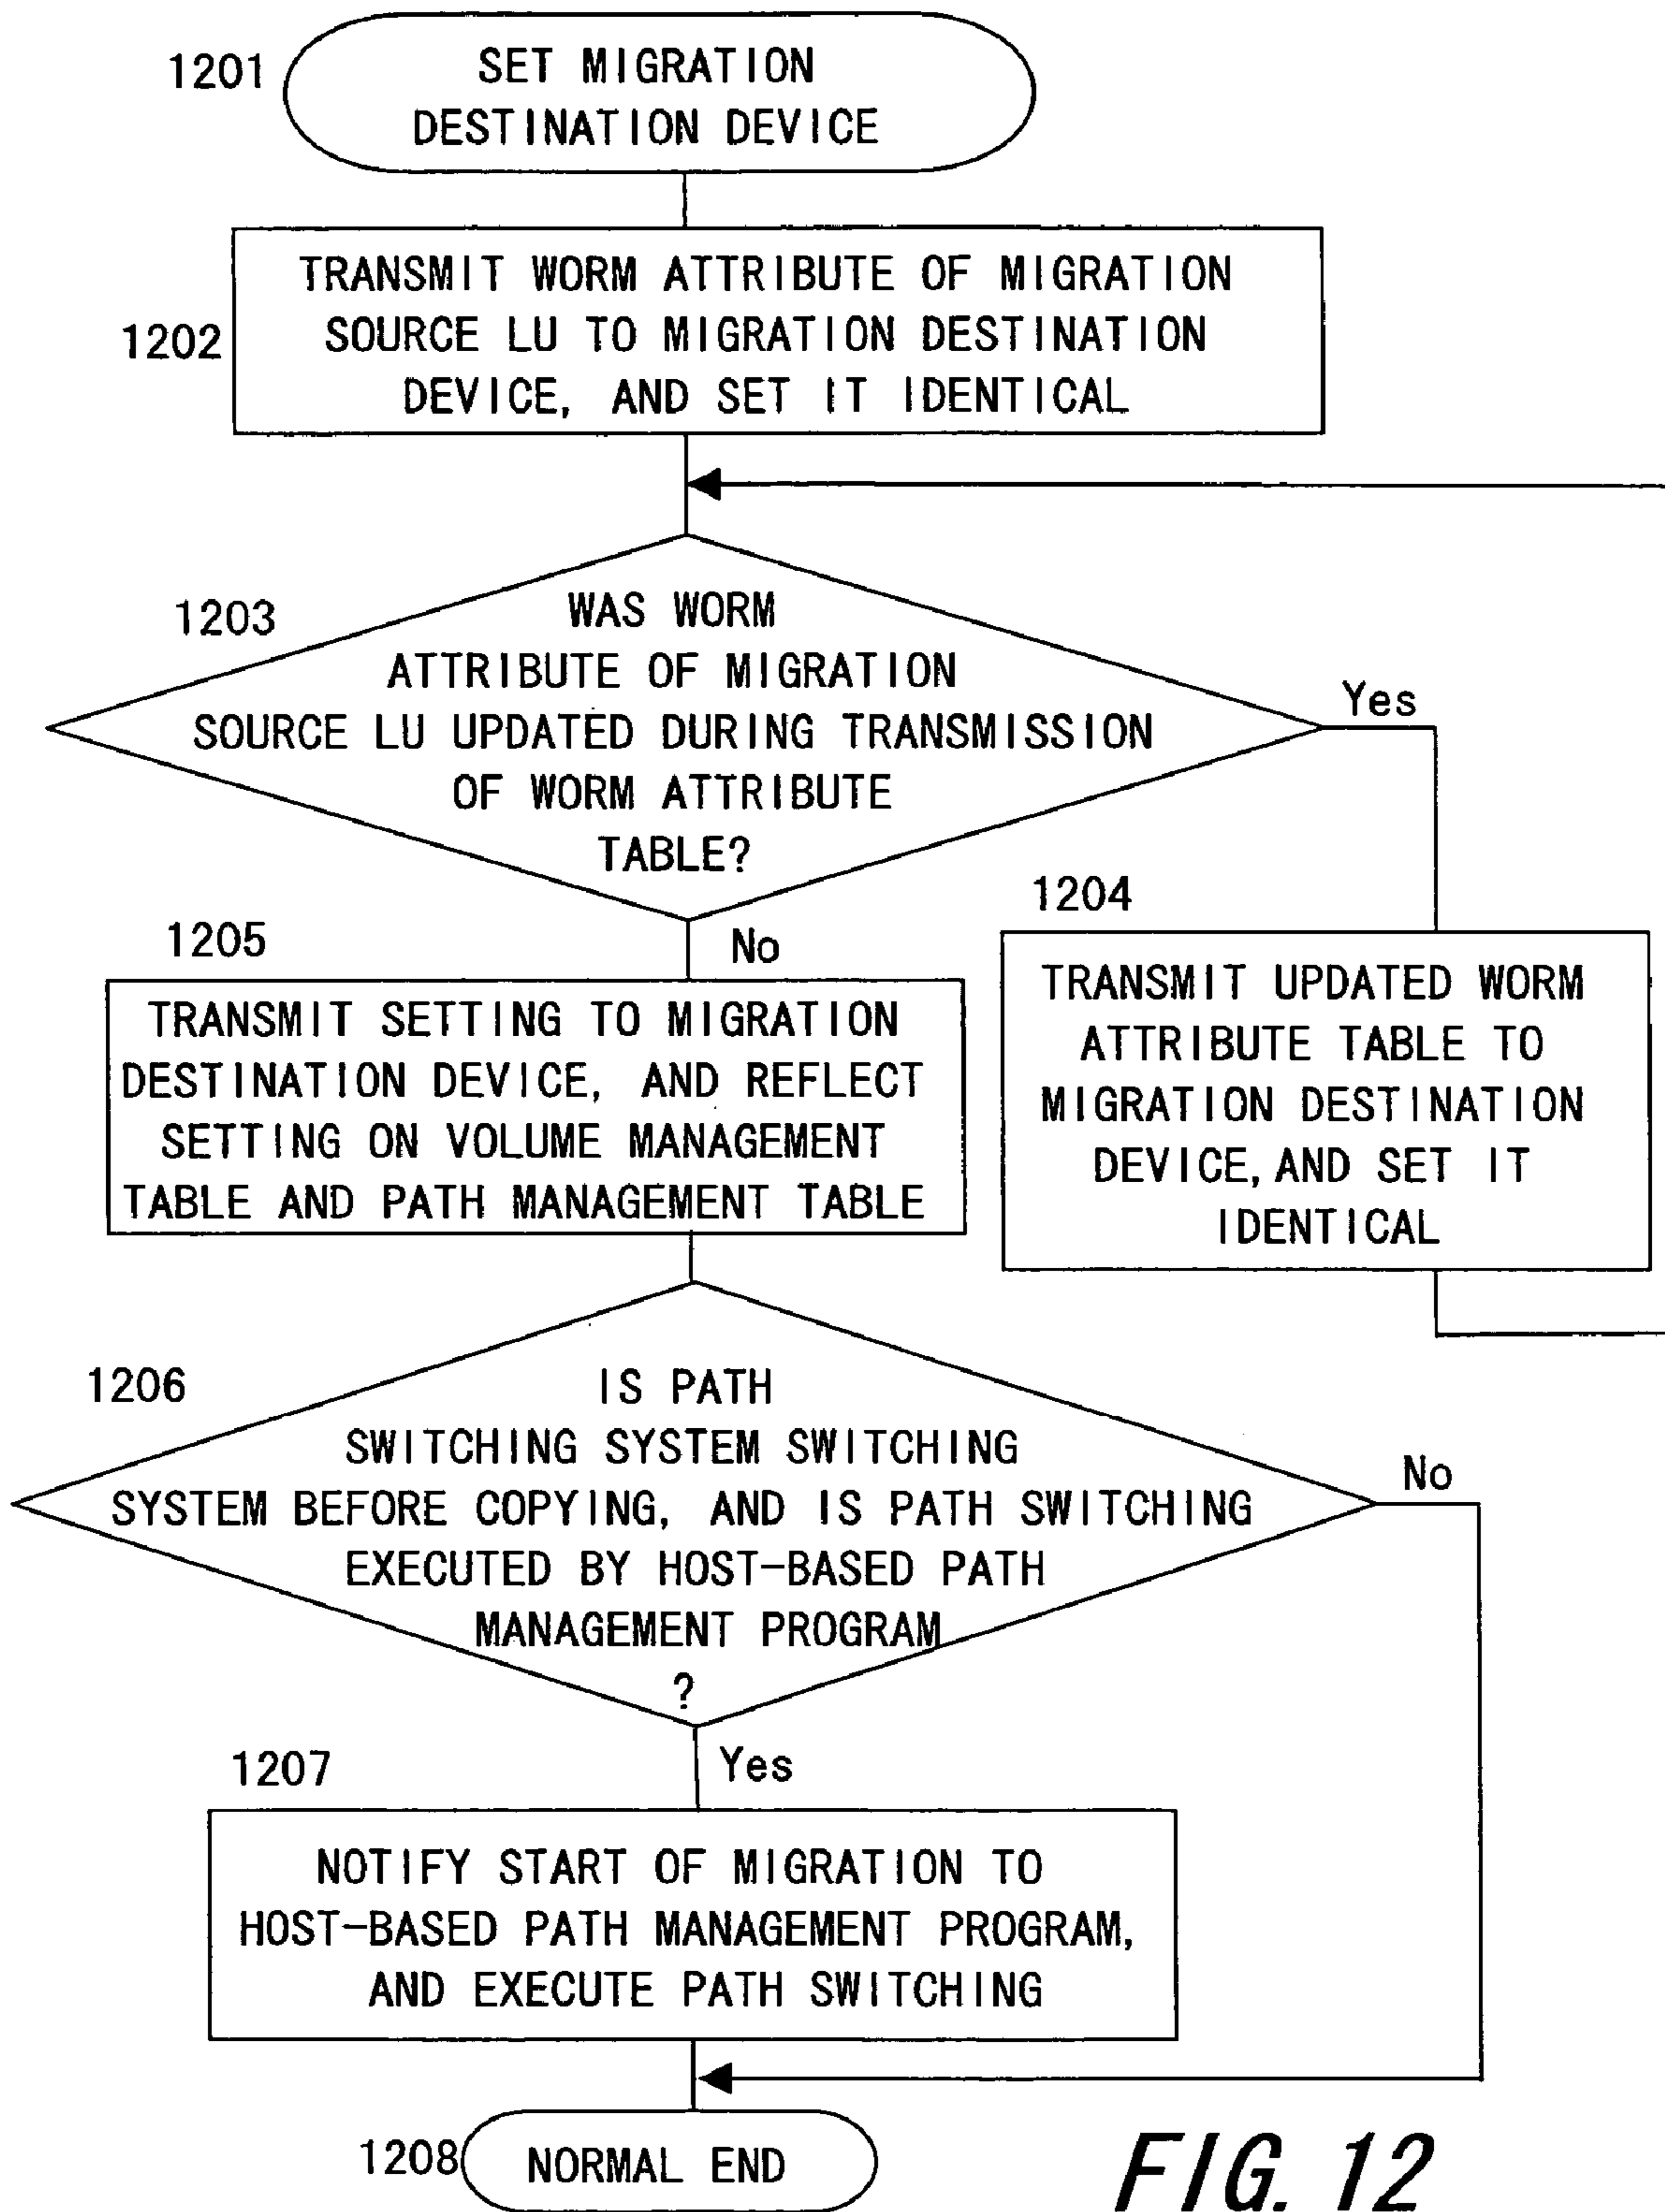 1201
SET MIGRATION
DESTINATION DEVICE
1202
TRANSMIT WORM ATTRIBUTE OF MIGRATION
SOURCE LU TO MIGRATION DESTINATION
DEVICE, AND SET IT IDENTICAL
1203
WAS WORM
ATTRIBUTE OF MIGRATION
SOURCE LU UPDATED DURING TRANSMISSION
OF WORM ATTRIBUTE
TABLE?
Yes
No
1204
TRANSMIT UPDATED WORM
ATTRIBUTE TABLE TO
MIGRATION DESTINATION
DEVICE, AND SET IT
IDENTICAL
1205
TRANSMIT SETTING TO MIGRATION
DESTINATION DEVICE, AND REFLECT
SETTING ON VOLUME MANAGEMENT
TABLE AND PATH MANAGEMENT TABLE
1206
IS PATH
SWITCHING SYSTEM SWITCHING
SYSTEM BEFORE COPYING, AND IS PATH SWITCHING
EXECUTED BY HOST-BASED PATH
MANAGEMENT PROGRAM
?
No
Yes
1207
NOTIFY START OF MIGRATION TO
HOST-BASED PATH MANAGEMENT PROGRAM,
AND EXECUTE PATH SWITCHING
1208
NORMAL END
FIG. 12